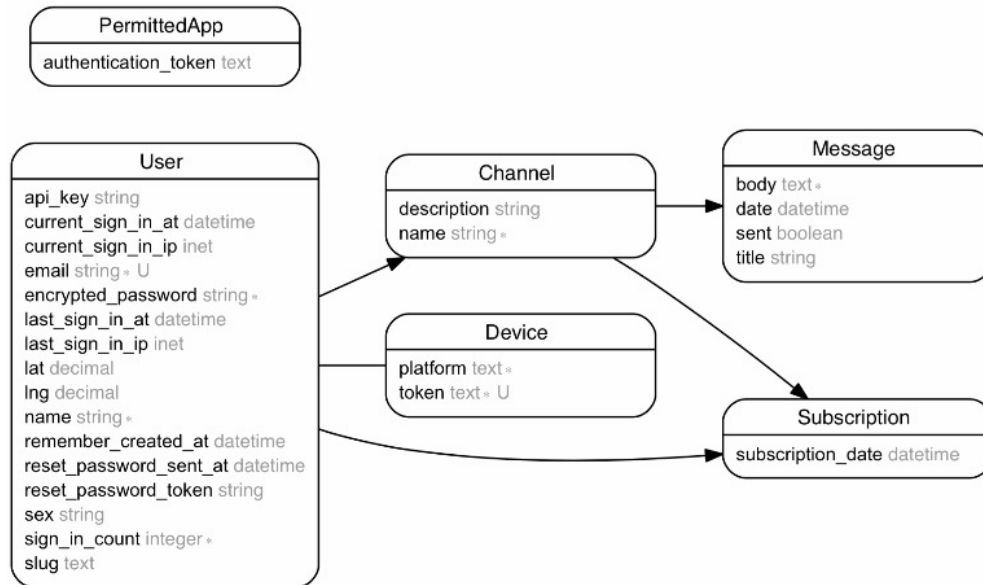 PermittedApp
authentication_token text
User
api_key string
current_sign_in_at datetime
current_sign_in_ip inet
email string* U
encrypted_password string*
last_sign_in_at datetime
last_sign_in_ip inet
lat decimal
lng decimal
name string*
remember_created_at datetime
reset_password_sent_at datetime
reset_password_token string
sex string
sign_in_count integer*
slug text
Channel
description string
name string*
Device
platform text*
token text* U
Message
body text*
date datetime
sent boolean
title string
Subscription
subscription_date datetime